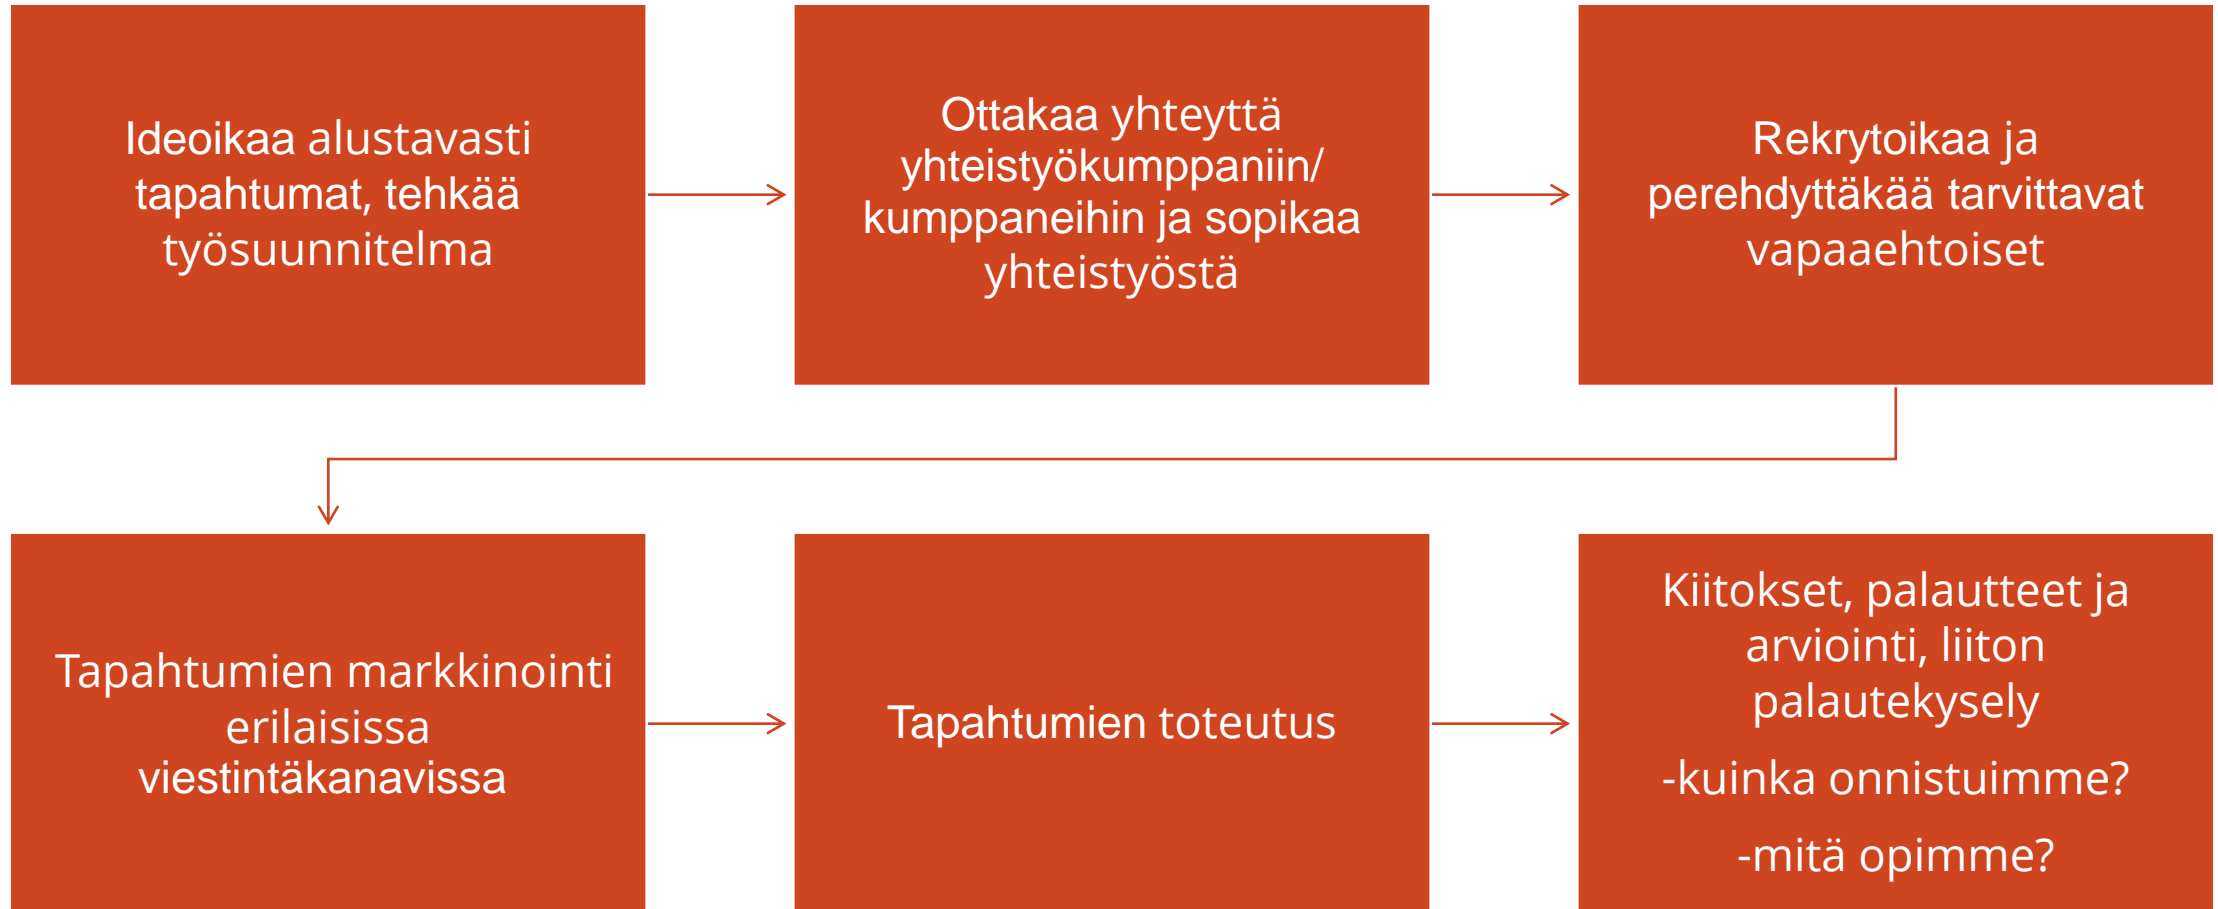 Ideoikaa alustavasti
tapahtumat, tehkää
työsuunnitelma
Ottakaa yhteyttä
yhteistyökumppaniin/
kumppaneihin ja sopikaa
yhteistyöstä
Rekrytoikaa ja
perehdyttäkää tarvittavat
vapaaehtoiset
Tapahtumien markkinointi
erilaisissa
viestintäkanavissa
Tapahtumien toteutus
Kiitokset, palautteet ja
arviointi, liiton
palautekysely
-kuinka onnistuimme?
-mitä opimme?